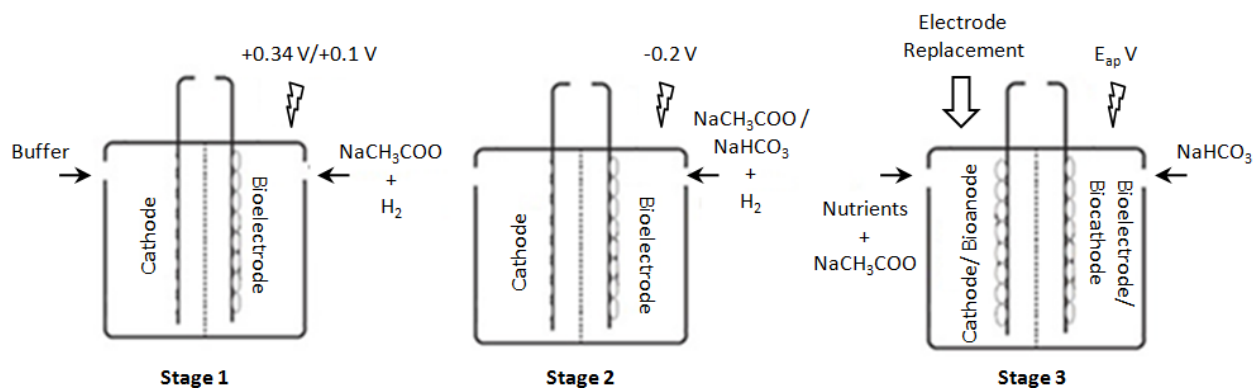 +0.34 V/+0.1 V
Buffer
NaCH₃COO
+
H₂
Cathode
Bioelectrode
Stage 1
-0.2 V
NaCH₃COO /
NaHCO₃
+
H₂
Cathode
Bioelectrode
Stage 2
Electrode
Replacement
Eₐₚ V
NaHCO₃
Nutrients
+
NaCH₃COO
Cathode/ Bioanode
Bioelectrode/
Biocathode
Stage 3